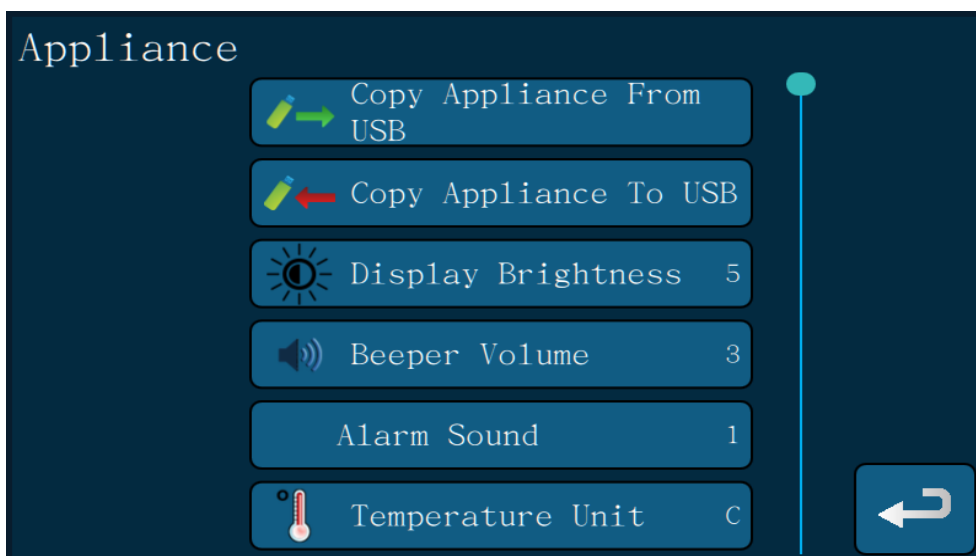 Appliance
Copy Appliance From
USB
Copy Appliance To USB
Display Brightness 5
Beeper Volume 3
Alarm Sound 1
Temperature Unit C